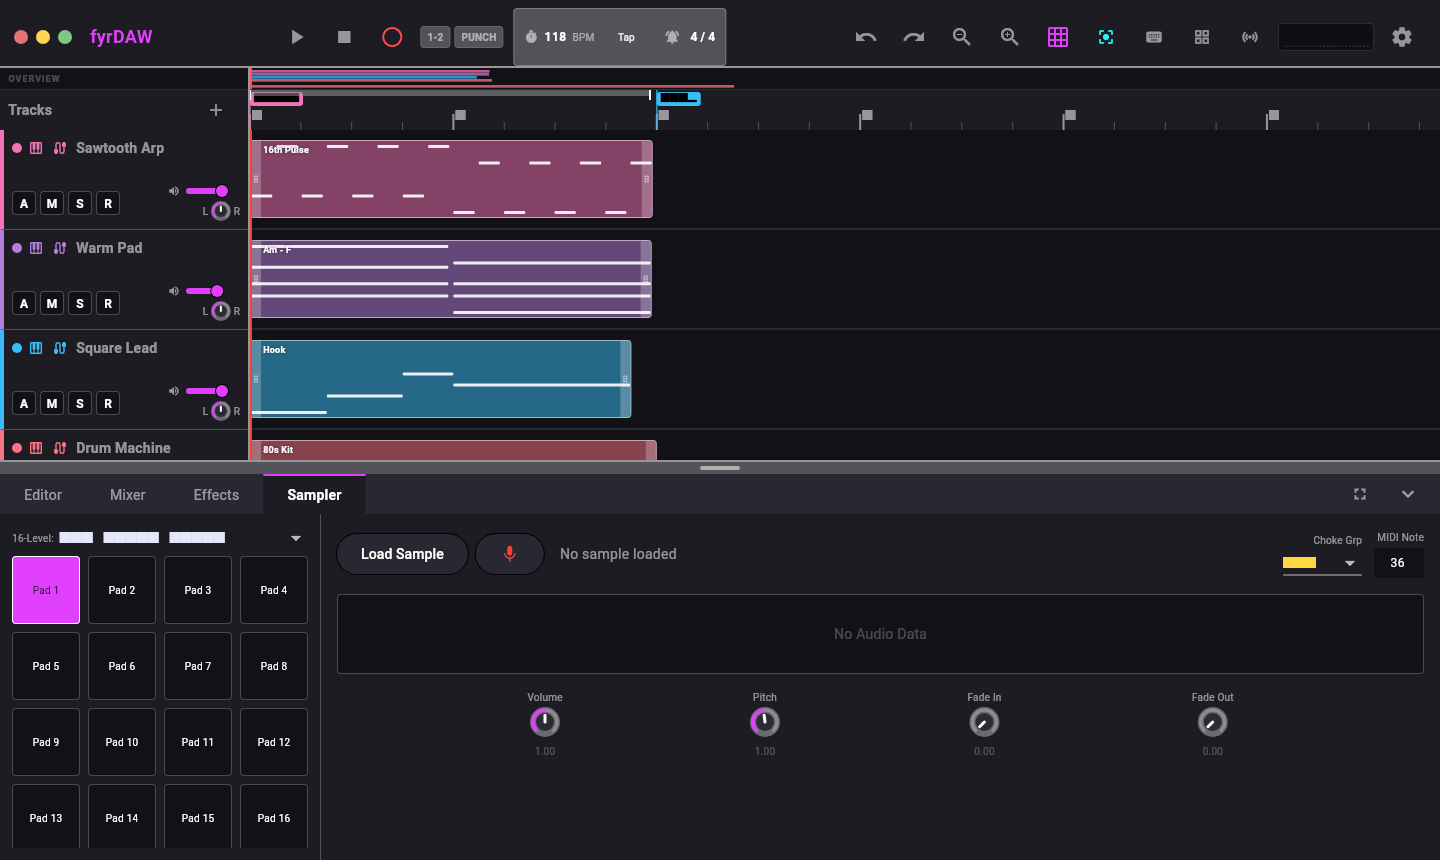 fyrDAW
1-2 PUNCH 118 BPM Tap 4 / 4
OVERVIEW
Tracks
Sawtooth Arp
16th Pulse
A M S R L R
Warm Pad
Am - F
A M S R L R
Square Lead
Hook
A M S R L R
Drum Machine
80s Kit
Editor Mixer Effects Sampler
16-Level:
Load Sample No sample loaded
Choke Grp MIDI Note
36
Pad 1 Pad 2 Pad 3 Pad 4
No Audio Data
Pad 5 Pad 6 Pad 7 Pad 8
Volume Pitch Fade In Fade Out
1.00 1.00 0.00 0.00
Pad 9 Pad 10 Pad 11 Pad 12
Pad 13 Pad 14 Pad 15 Pad 16